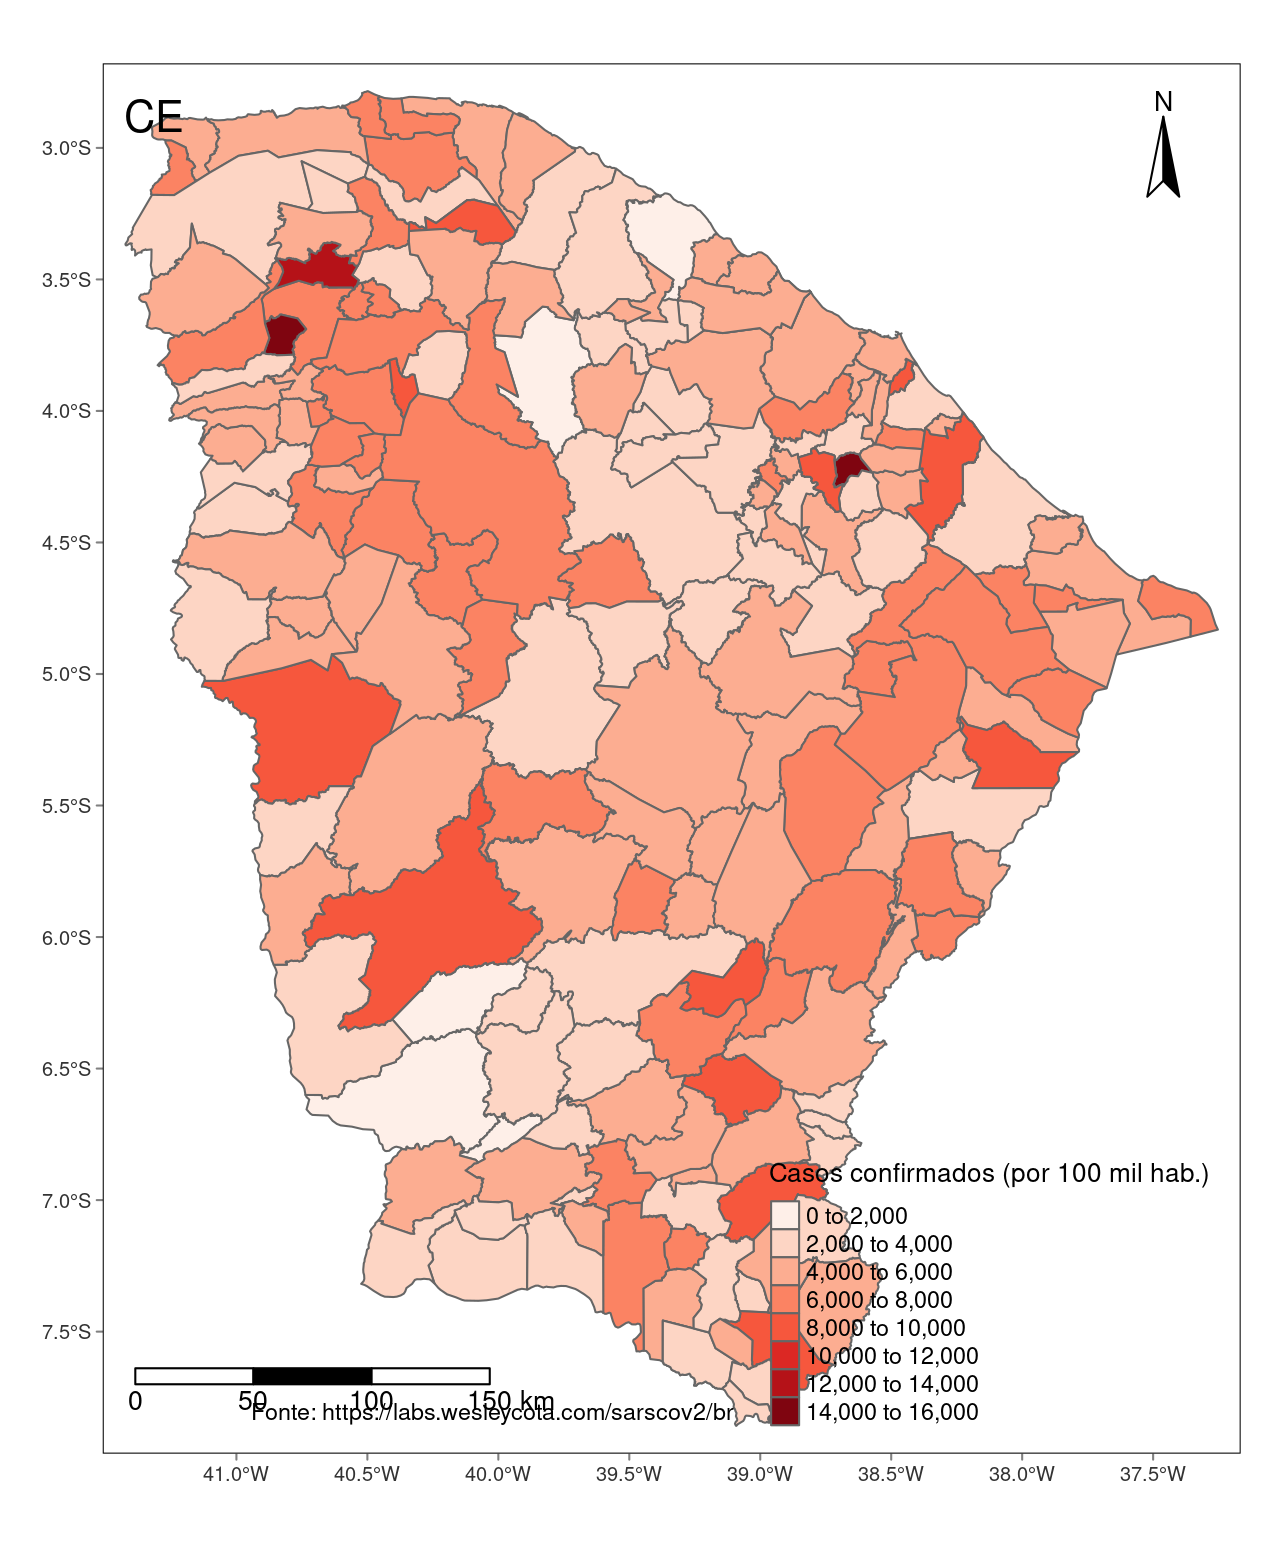 CE
N
3.0°S
3.5°S
4.0°S
4.5°S
5.0°S
5.5°S
6.0°S
6.5°S
7.0°S
7.5°S
Casos confirmados (por 100 mil hab.)
0 to 2,000
2,000 to 4,000
4,000 to 6,000
6,000 to 8,000
8,000 to 10,000
10,000 to 12,000
12,000 to 14,000
14,000 to 16,000
0 50 100 150 km
Fonte: https://labs.wesleycota.com/sarscov2/br
41.0°W 40.5°W 40.0°W 39.5°W 39.0°W 38.5°W 38.0°W 37.5°W